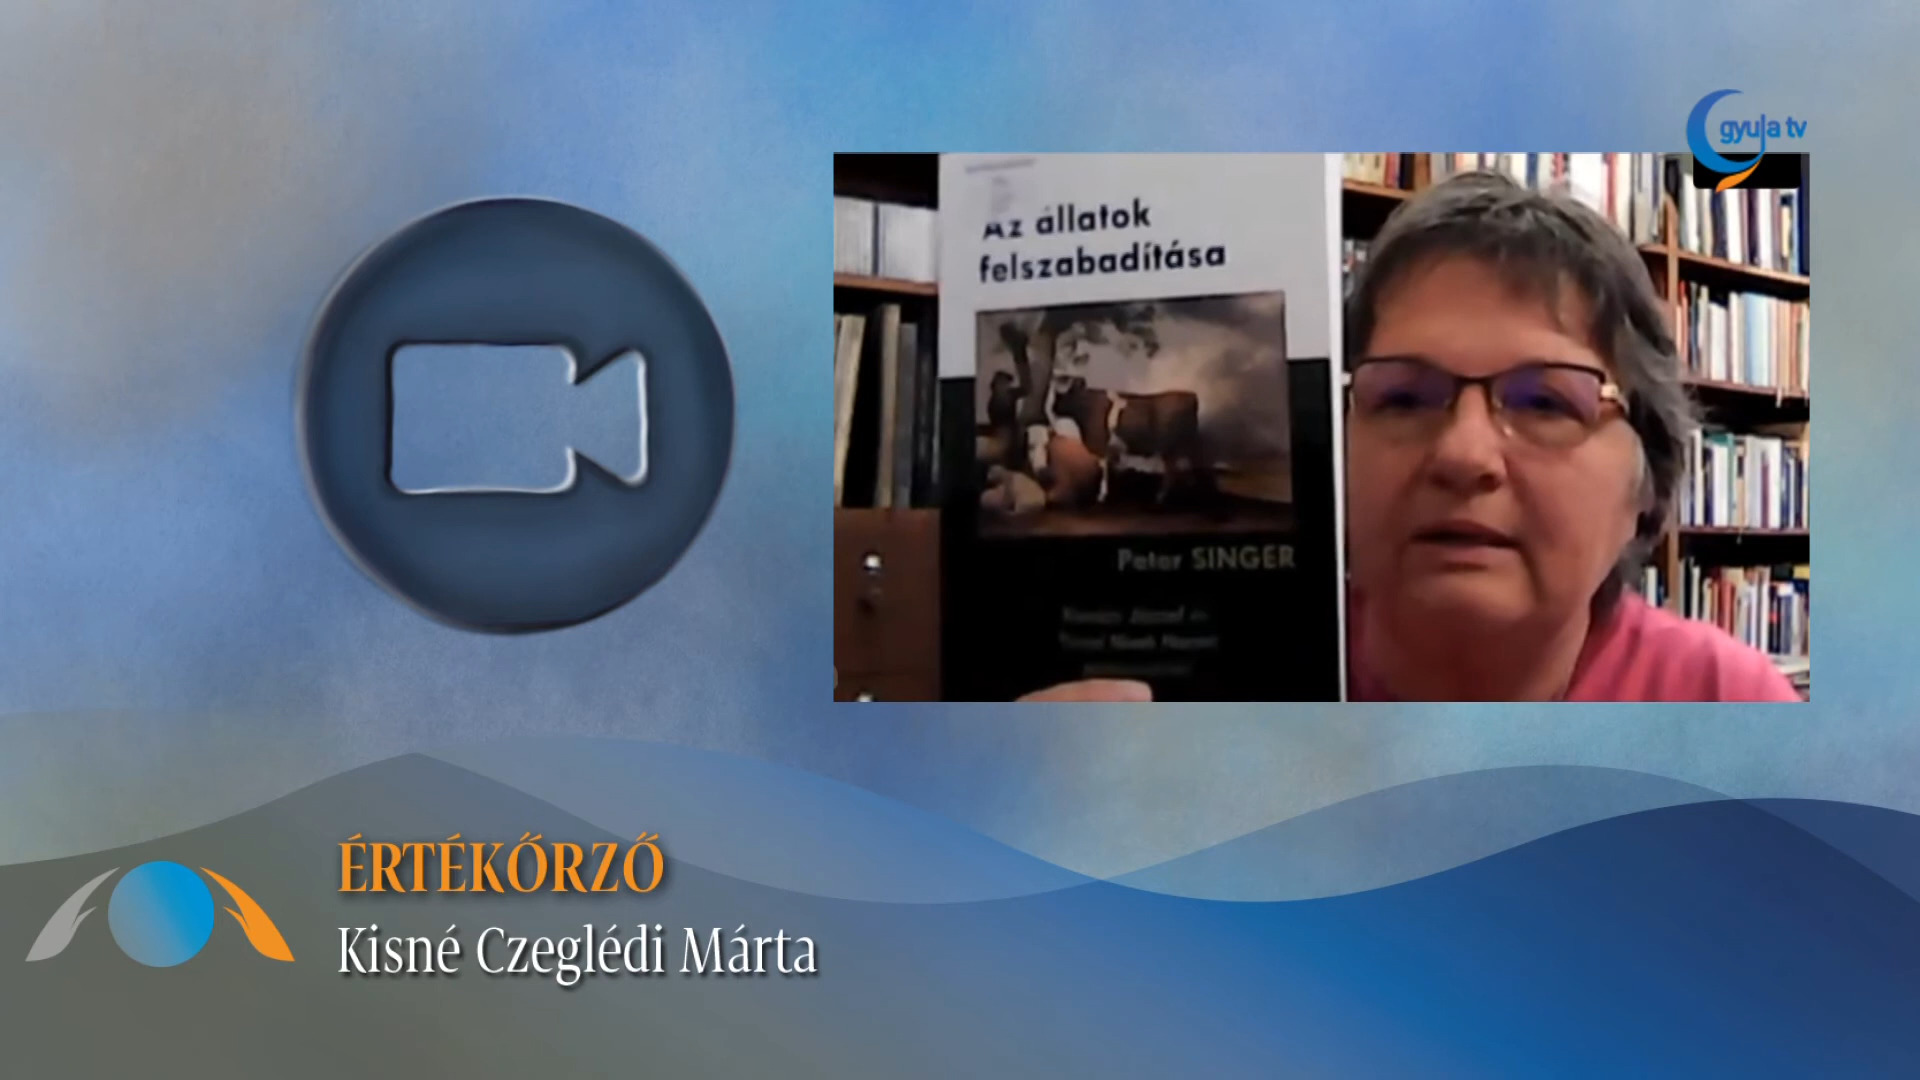 gyula tv
Az állatok
felszabadítása
Peter SINGER
ÉRTÉKŐRZŐ
Kisné Czeglédi Márta